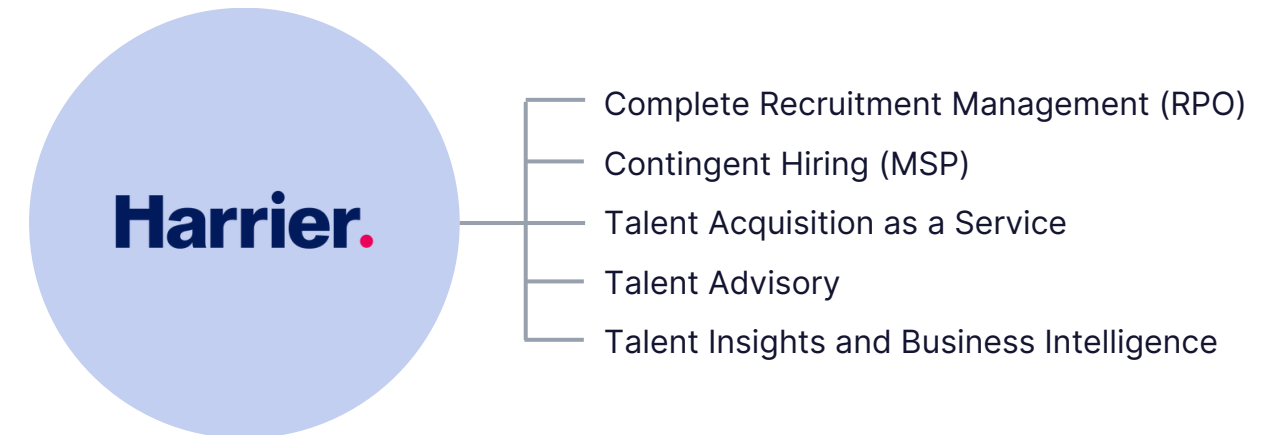 Harrier.
Complete Recruitment Management (RPO)
Contingent Hiring (MSP)
Talent Acquisition as a Service
Talent Advisory
Talent Insights and Business Intelligence